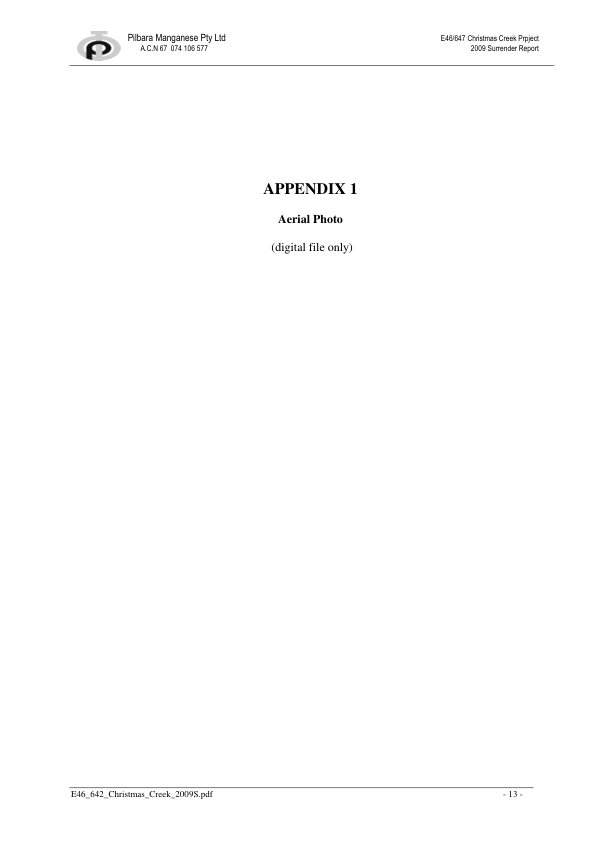 Pilbara Manganese Pty Ltd
A.C.N 67 074 106 577
E46/647 Christmas Creek Prpject
2009 Surrender Report
APPENDIX 1
Aerial Photo
(digital file only)
E46_642_Christmas_Creek_2009S.pdf
- 13 -